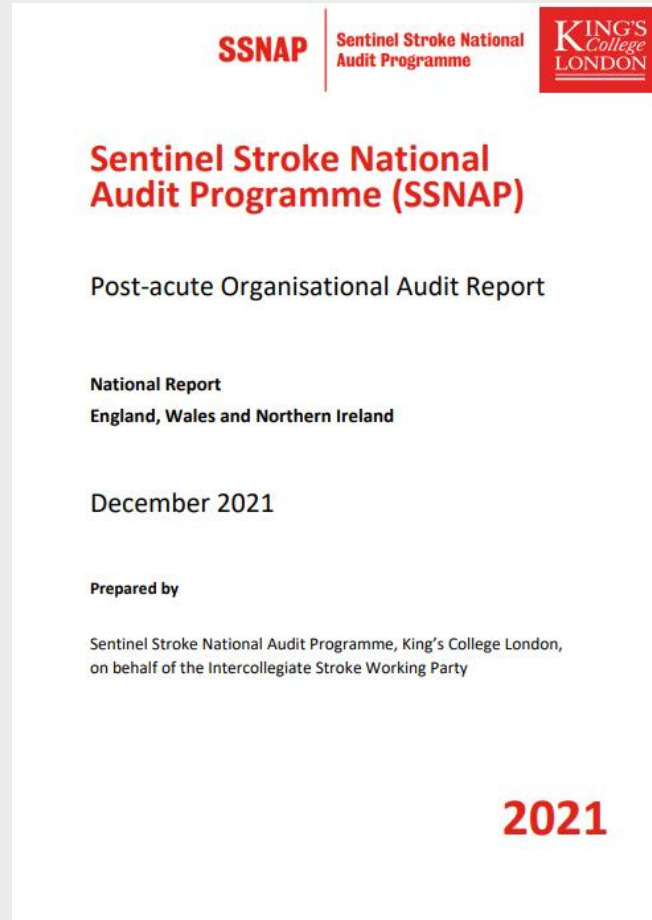 SSNAP
Sentinel Stroke National
Audit Programme
KING'S
College
LONDON
Sentinel Stroke National
Audit Programme (SSNAP)
Post-acute Organisational Audit Report
National Report
England, Wales and Northern Ireland
December 2021
Prepared by
Sentinel Stroke National Audit Programme, King's College London,
on behalf of the Intercollegiate Stroke Working Party
2021